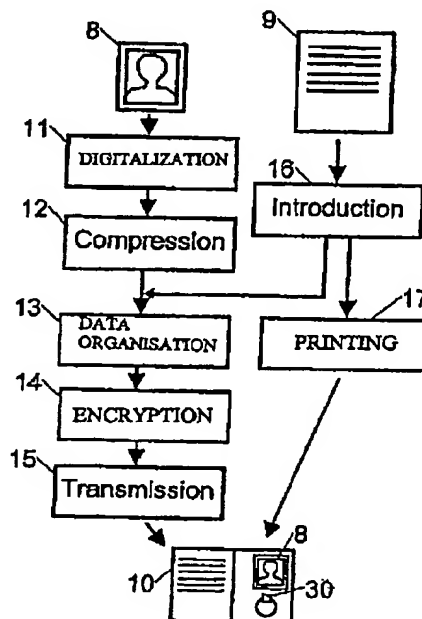 8
9
11
DIGITALIZATION
16
Introduction
12
Compression
13
DATA
ORGANISATION
17
PRINTING
14
ENCRYPTION
15
Transmission
8
10
30